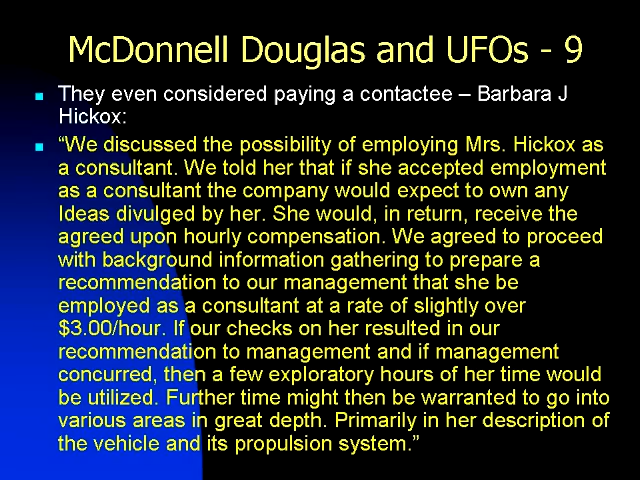 McDonnell Douglas and UFOs - 9
They even considered paying a contactee – Barbara J
Hickox:
“We discussed the possibility of employing Mrs. Hickox as
a consultant. We told her that if she accepted employment
as a consultant the company would expect to own any
Ideas divulged by her. She would, in return, receive the
agreed upon hourly compensation. We agreed to proceed
with background information gathering to prepare a
recommendation to our management that she be
employed as a consultant at a rate of slightly over
$3.00/hour. If our checks on her resulted in our
recommendation to management and if management
concurred, then a few exploratory hours of her time would
be utilized. Further time might then be warranted to go into
various areas in great depth. Primarily in her description of
the vehicle and its propulsion system.”